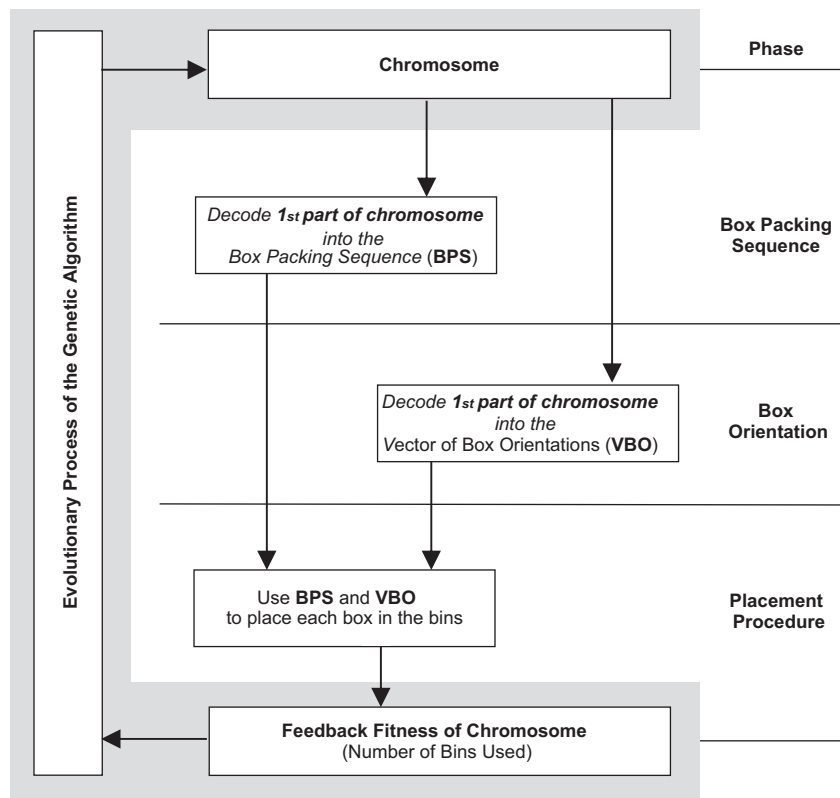 Chromosome
Phase
Decode 1st part of chromosome
into the
Box Packing Sequence (BPS)
Box Packing
Sequence
Evolutionary Process of the Genetic Algorithm
Decode 1st part of chromosome
into the
Vector of Box Orientations (VBO)
Box
Orientation
Use BPS and VBO
to place each box in the bins
Placement
Procedure
Feedback Fitness of Chromosome
(Number of Bins Used)